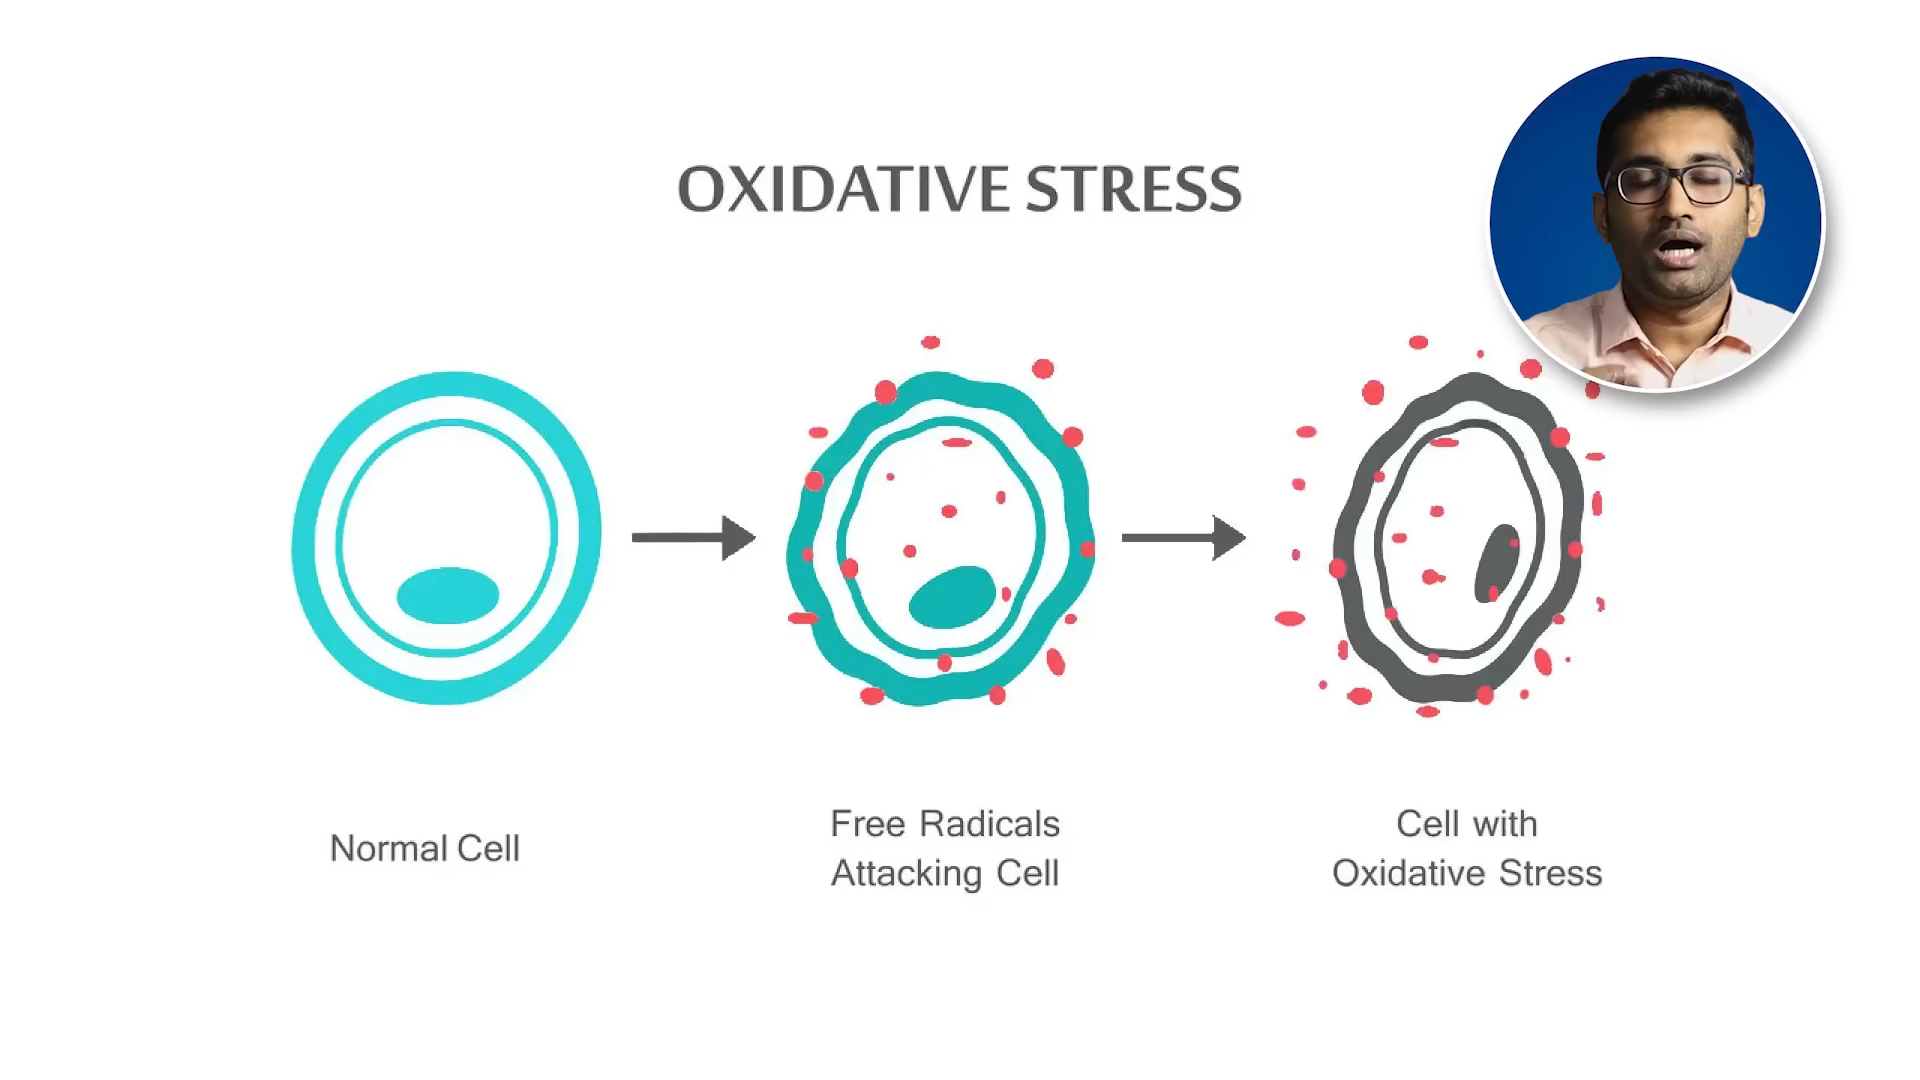 OXIDATIVE STRESS
Normal Cell
Free Radicals
Attacking Cell
Cell with
Oxidative Stress